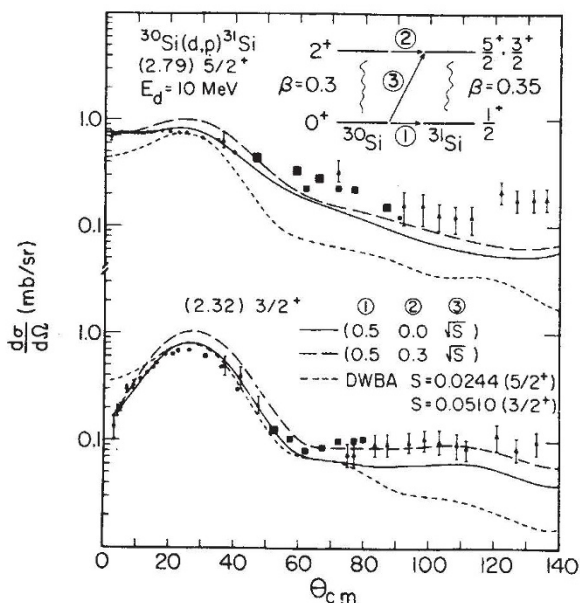 ³⁰Si(d,p)³¹Si
(2.79) 5/2⁺
E_d = 10 MeV
2⁺ ② 5/2⁺, 3/2⁺
β=0.3 ③ β=0.35
0⁺ ³⁰Si ① ³¹Si 1/2⁺
1.0
0.1
dσ/dΩ (mb/sr)
(2.32) 3/2⁺ ① ② ③
1.0
(0.5 0.0 √S)
(0.5 0.3 √S)
DWBA S=0.0244 (5/2⁺)
S=0.0510 (3/2⁺)
0.1
0 20 40 60 80 100 120 140
Θcm